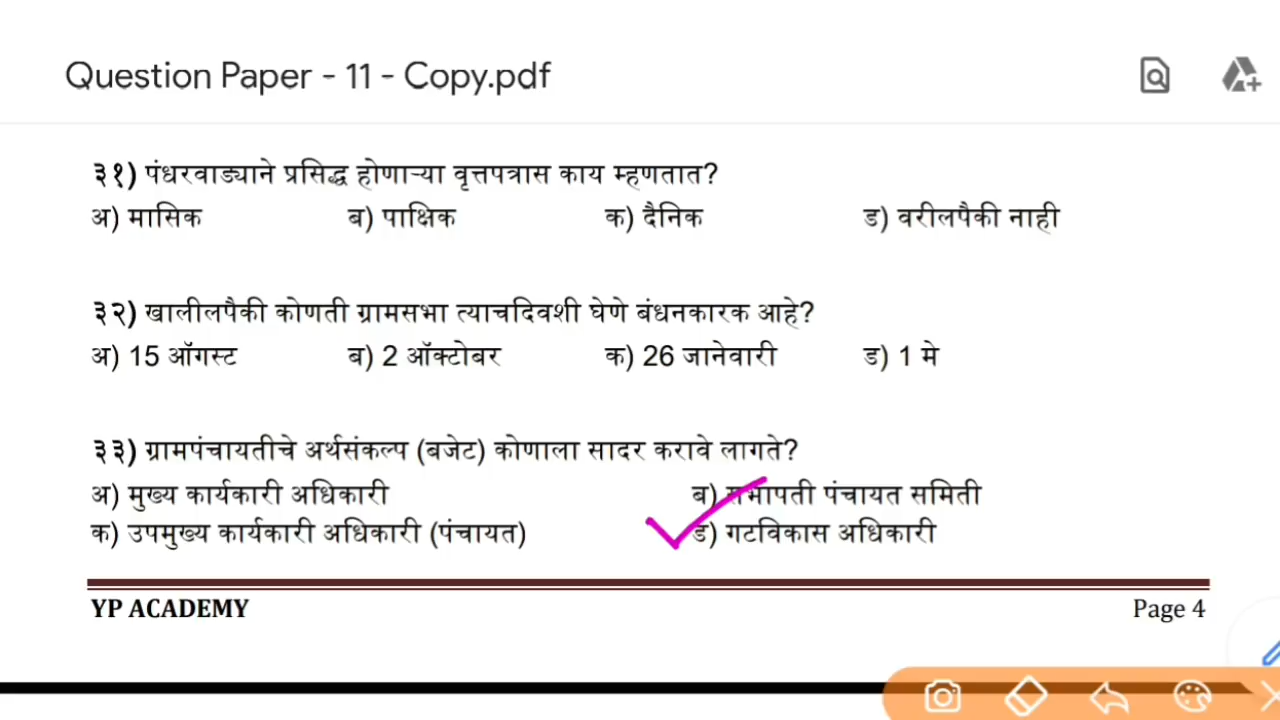 Question Paper - 11 - Copy.pdf
३१) पंधरवाड्याने प्रसिद्ध होणाऱ्या वृत्तपत्रास काय म्हणतात?
अ) मासिक ब) पाक्षिक क) दैनिक ड) वरीलपैकी नाही
३२) खालीलपैकी कोणती ग्रामसभा त्याचदिवशी घेणे बंधनकारक आहे?
अ) 15 ऑगस्ट ब) 2 ऑक्टोबर क) 26 जानेवारी ड) 1 मे
३३) ग्रामपंचायतीचे अर्थसंकल्प (बजेट) कोणाला सादर करावे लागते?
अ) मुख्य कार्यकारी अधिकारी ब) सभापती पंचायत समिती
क) उपमुख्य कार्यकारी अधिकारी (पंचायत) ड) गटविकास अधिकारी
YP ACADEMY Page 4